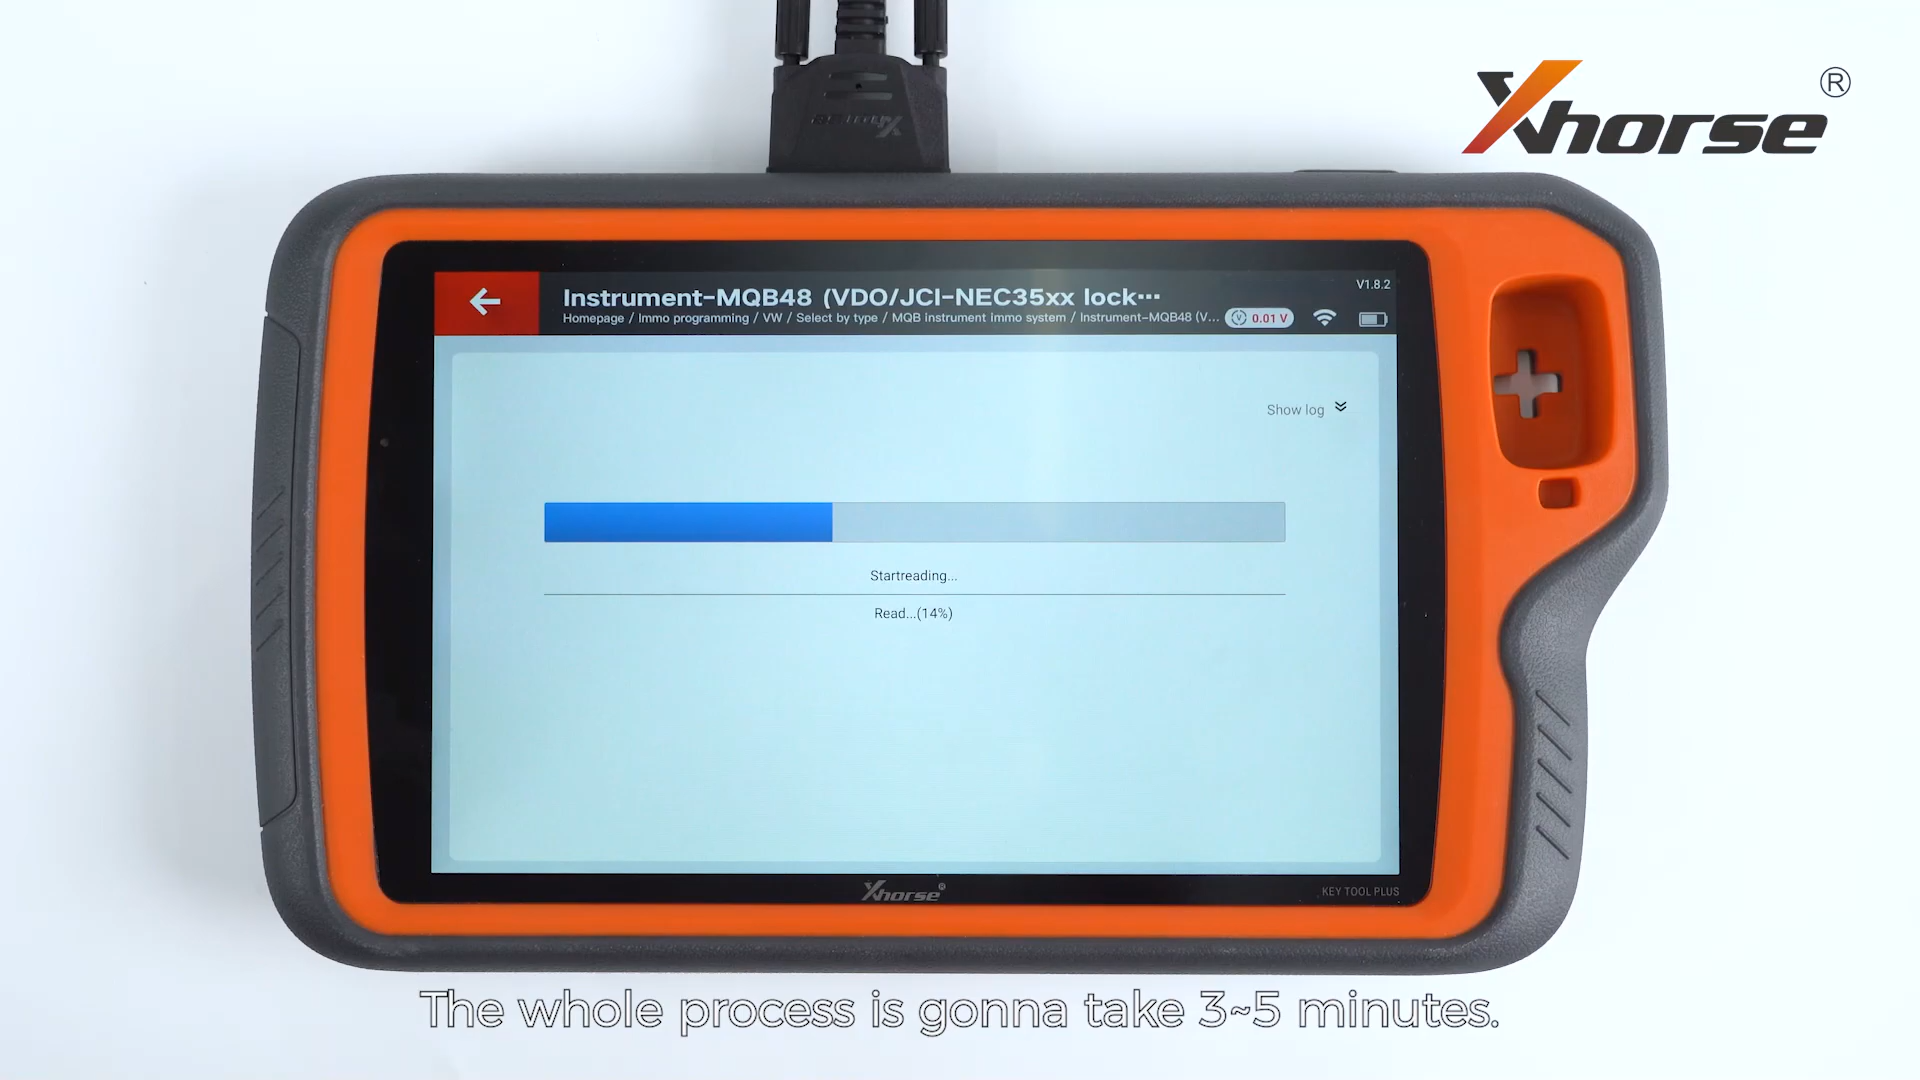 Xhorse®
Instrument-MQB48 (VDO/JCI-NEC35xx lock···
V1.8.2
Homepage / Immo programming / VW / Select by type / MQB instrument immo system / Instrument-MQB48 (V...
0.01 V
Show log
Startreading...
Read...(14%)
Xhorse®
KEY TOOL PLUS
The whole process is gonna take 3~5 minutes.